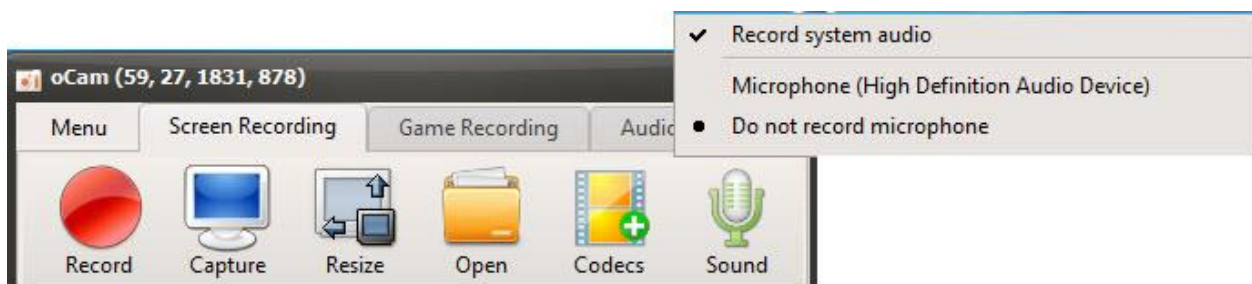 Record system audio
Microphone (High Definition Audio Device)
Do not record microphone
oCam (59, 27, 1831, 878)
Menu Screen Recording Game Recording Audio
Record Capture Resize Open Codecs Sound